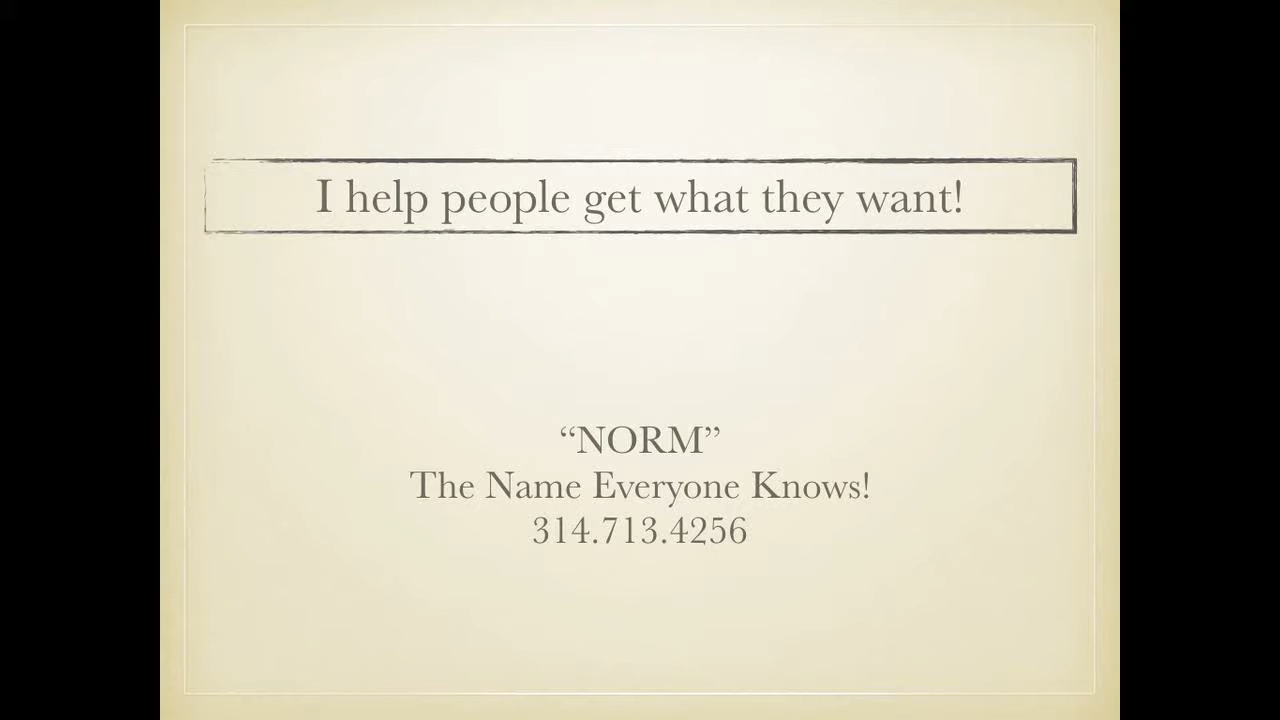 I help people get what they want!
“NORM”
The Name Everyone Knows!
314.713.4256